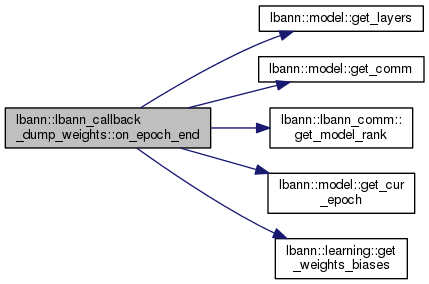 lbann::lbann_callback
_dump_weights::on_epoch_end
lbann::model::get_layers
lbann::model::get_comm
lbann::lbann_comm::
get_model_rank
lbann::model::get_cur
_epoch
lbann::learning::get
_weights_biases